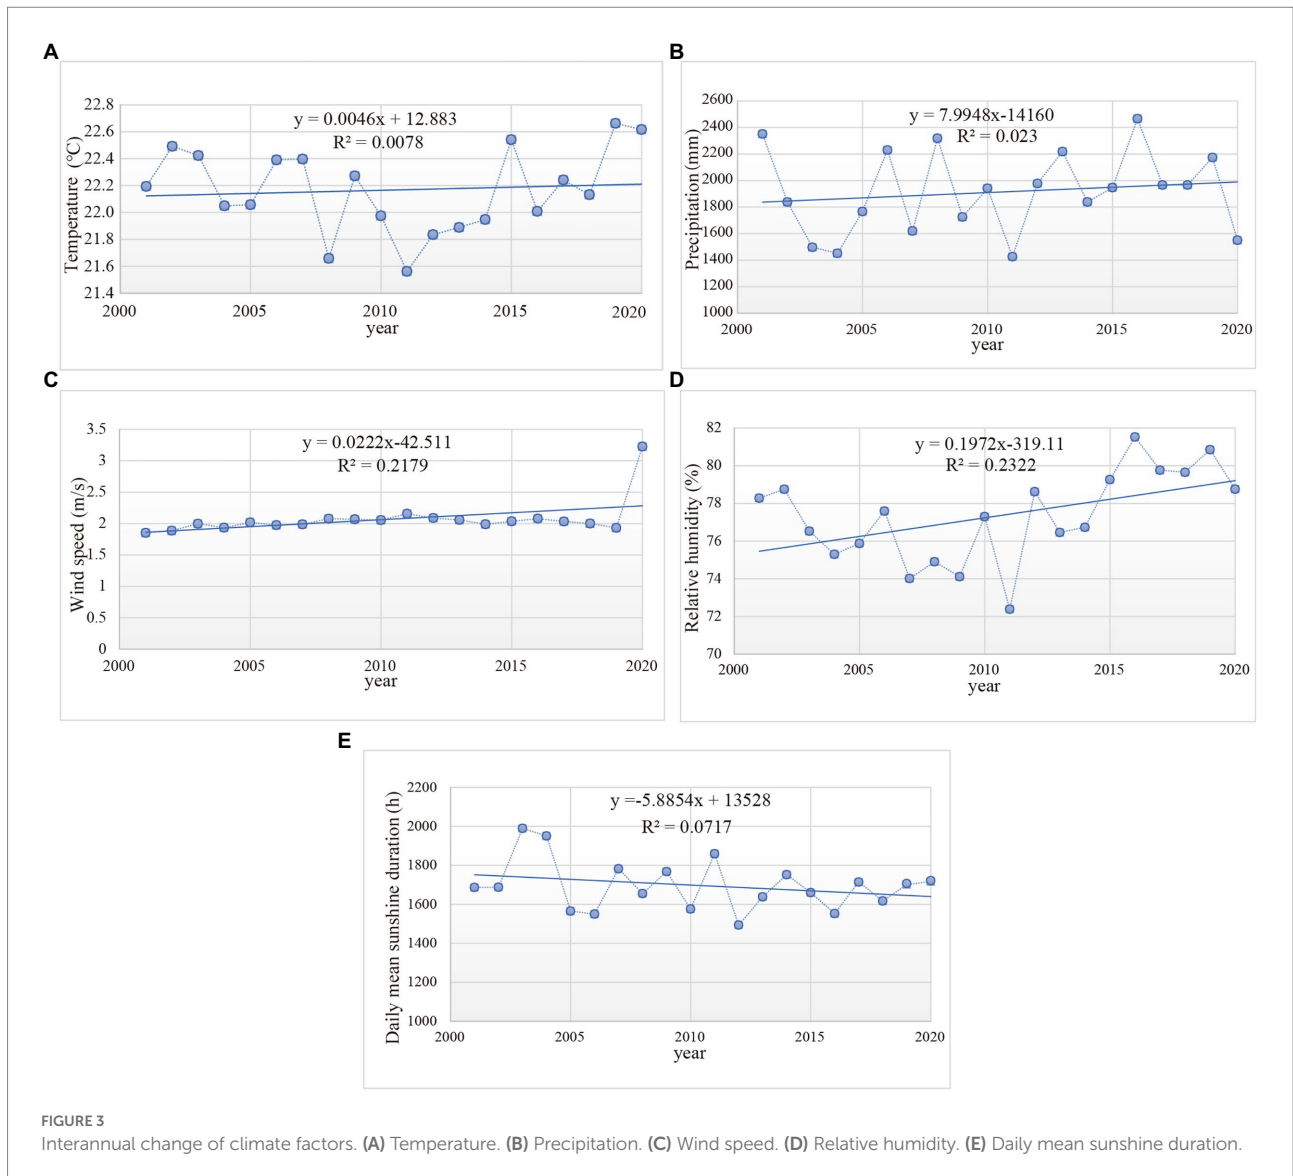 A
22.8
22.6
22.4
22.2
22.0
21.8
21.6
21.4
Temperature (°C)
y = 0.0046x + 12.883
R² = 0.0078
2000
2005
2010
2015
2020
year
B
2600
2400
2200
2000
1800
1600
1400
1200
1000
Precipitation (mm)
y = 7.9948x-14160
R² = 0.023
2000
2005
2010
2015
2020
year
C
3.5
3
2.5
2
1.5
1
0.5
0
Wind speed (m/s)
y = 0.0222x-42.511
R² = 0.2179
2000
2005
2010
2015
2020
year
D
82
80
78
76
74
72
70
Relative humidity (%)
y = 0.1972x-319.11
R² = 0.2322
2000
2005
2010
2015
2020
year
E
2200
2000
1800
1600
1400
1200
1000
Daily mean sunshine duration (h)
y =-5.8854x + 13528
R² = 0.0717
2000
2005
2010
2015
2020
year
FIGURE 3
Interannual change of climate factors. (A) Temperature. (B) Precipitation. (C) Wind speed. (D) Relative humidity. (E) Daily mean sunshine duration.